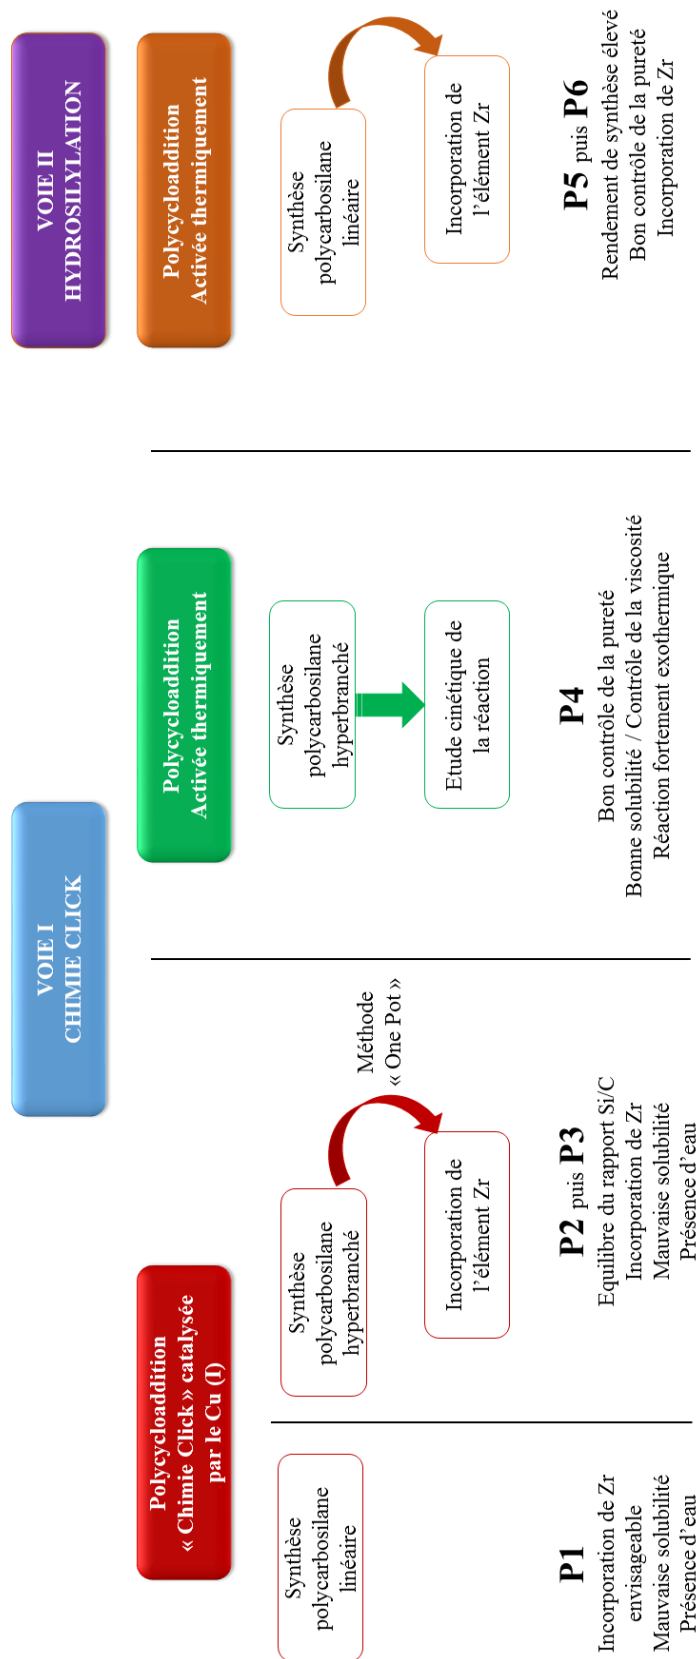 VOIE I
CHIMIE CLICK
VOIE II
HYDROSILYLATION
Polycycloaddition
« Chimie Click » catalysée
par le Cu (I)
Polycycloaddition
Activée thermiquement
Polycycloaddition
Activée thermiquement
Synthèse
polycarbosilane
linéaire
Synthèse
polycarbosilane
hyperbranché
Méthode
« One Pot »
Incorporation de
l'élément Zr
Synthèse
polycarbosilane
hyperbranché
Etude cinétique de
la réaction
Synthèse
polycarbosilane
linéaire
Incorporation de
l'élément Zr
P1
Incorporation de Zr
envisageable
Mauvaise solubilité
Présence d'eau
P2 puis P3
Equilibre du rapport Si/C
Incorporation de Zr
Mauvaise solubilité
Présence d'eau
P4
Bon contrôle de la pureté
Bonne solubilité / Contrôle de la viscosité
Réaction fortement exothermique
P5 puis P6
Rendement de synthèse élevé
Bon contrôle de la pureté
Incorporation de Zr